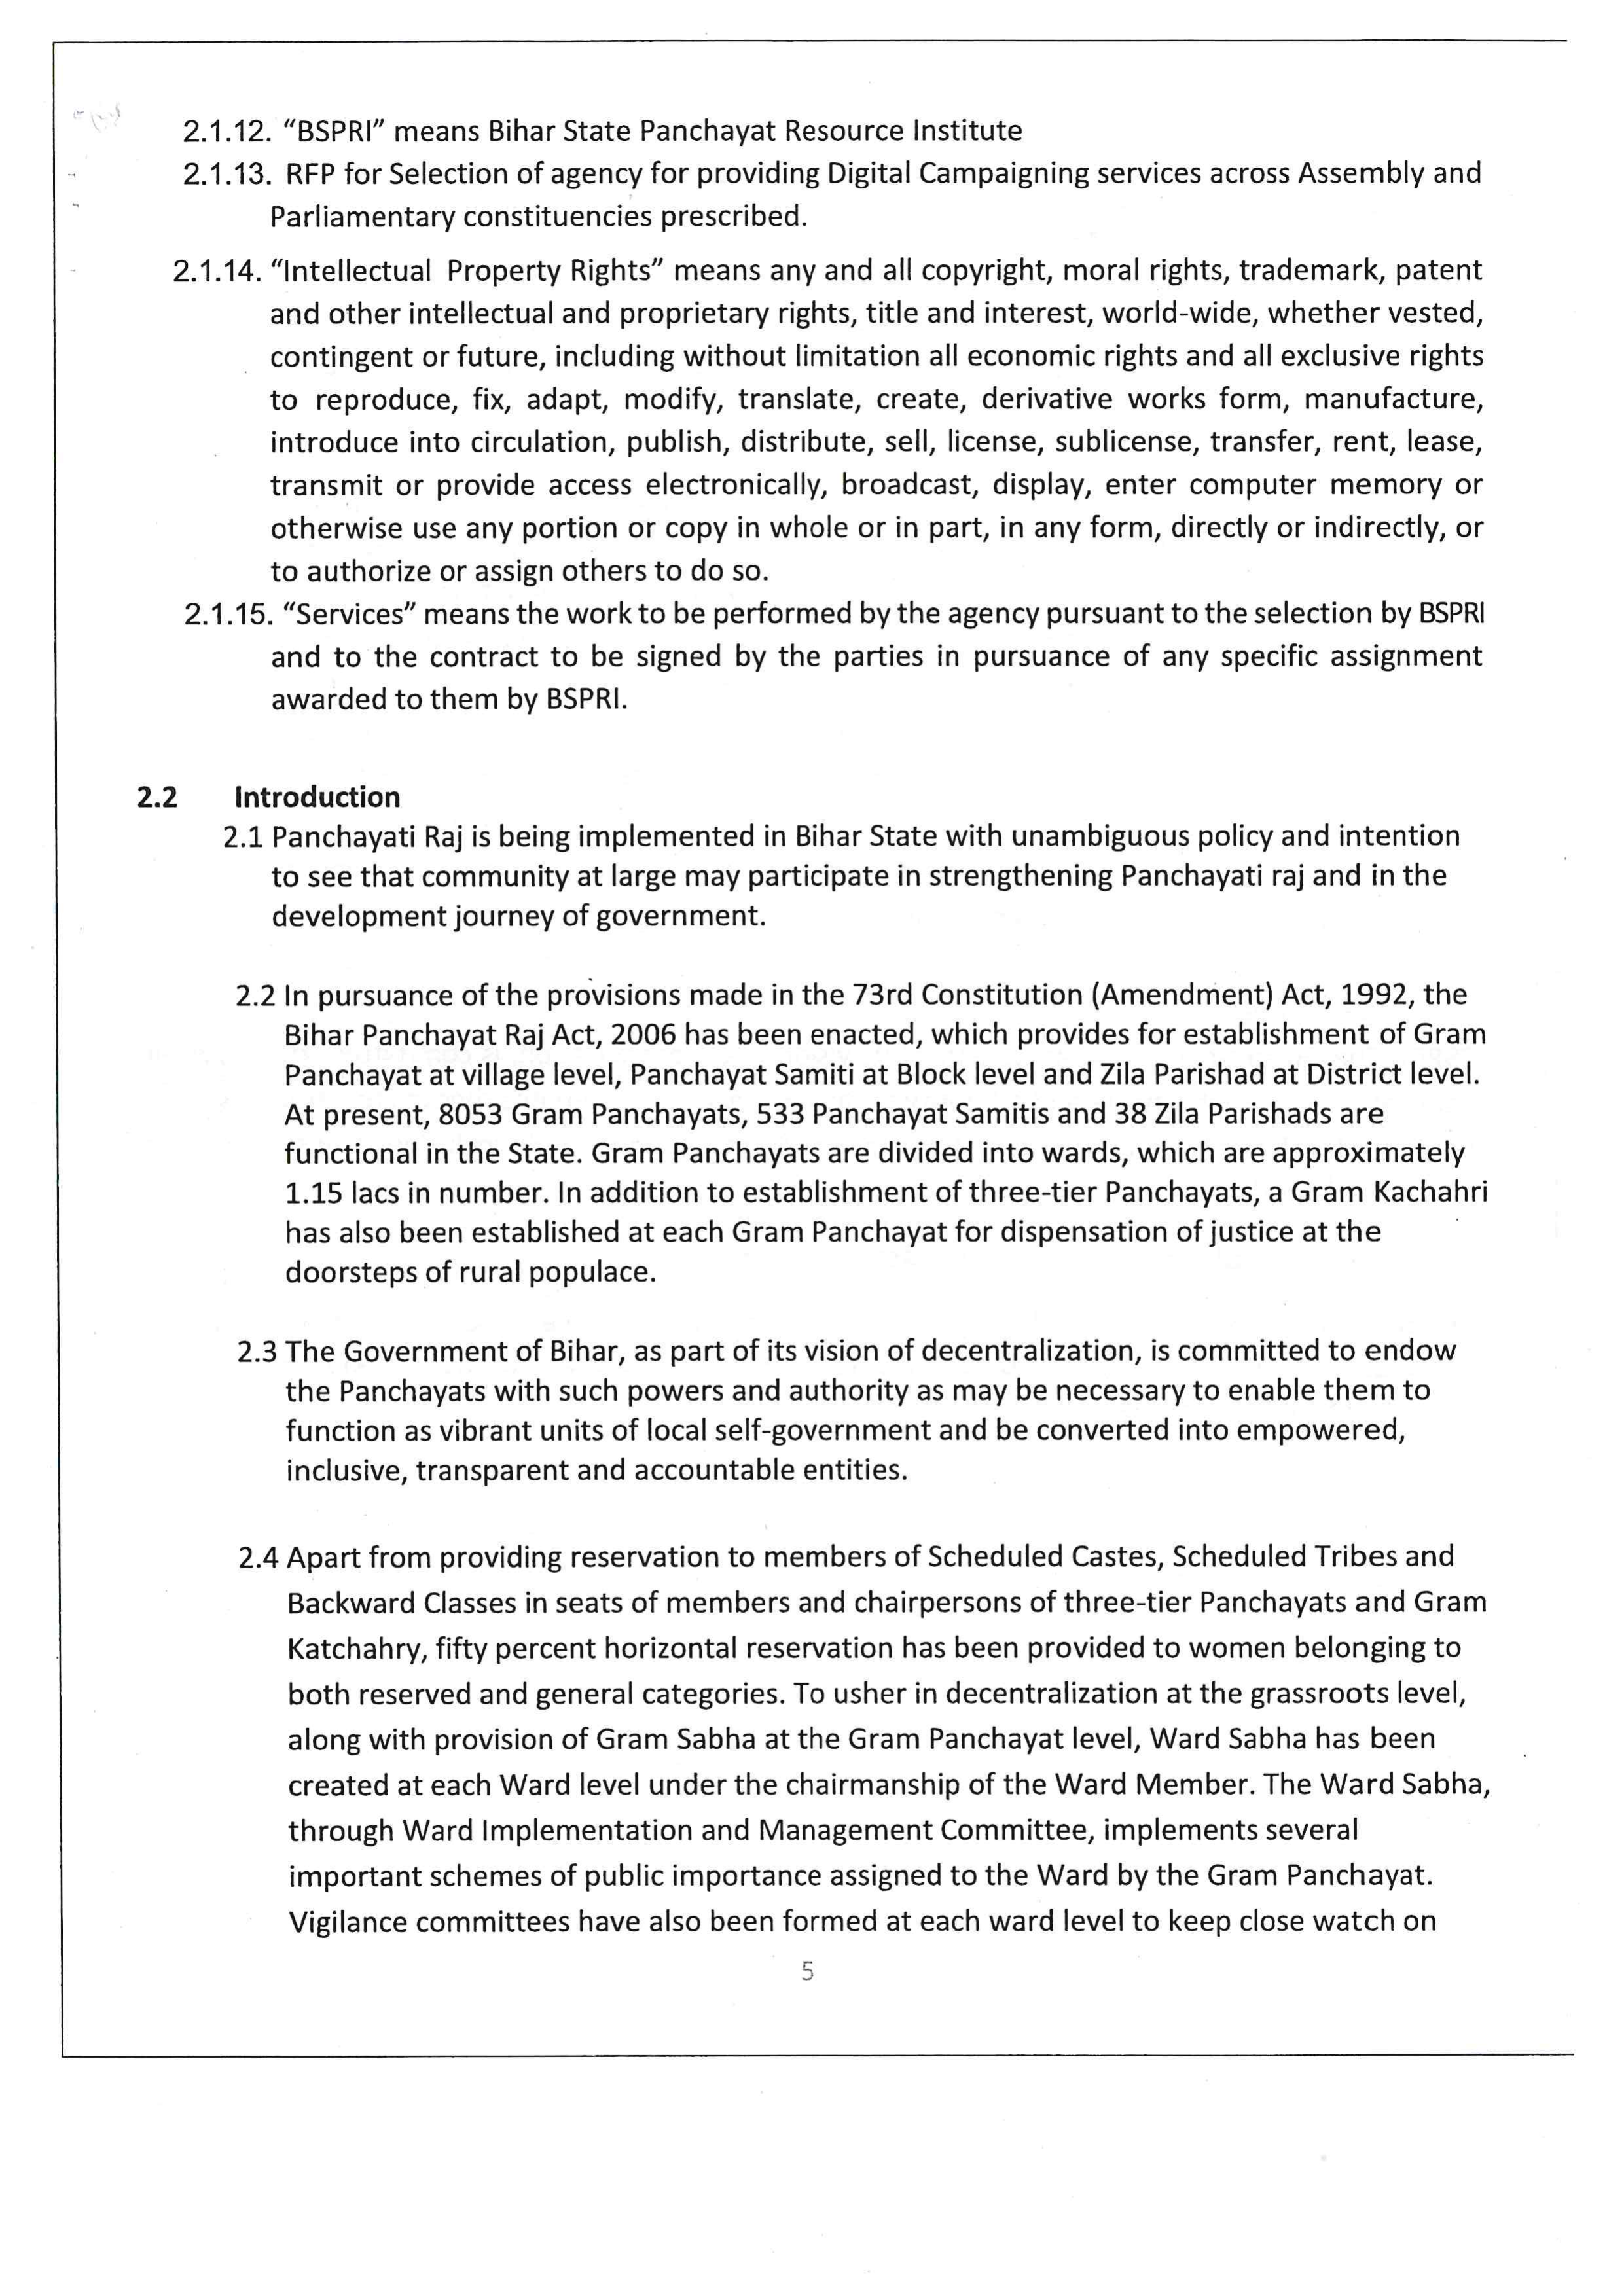 2.1.12. “BSPRI” means Bihar State Panchayat Resource Institute
2.1.13. RFP for Selection of agency for providing Digital Campaigning services across Assembly and
Parliamentary constituencies prescribed.
2.1.14. “Intellectual Property Rights” means any and all copyright, moral rights, trademark, patent
and other intellectual and proprietary rights, title and interest, world-wide, whether vested,
contingent or future, including without limitation all economic rights and all exclusive rights
to reproduce, fix, adapt, modify, translate, create, derivative works form, manufacture,
introduce into circulation, publish, distribute, sell, license, sublicense, transfer, rent, lease,
transmit or provide access electronically, broadcast, display, enter computer memory or
otherwise use any portion or copy in whole or in part, in any form, directly or indirectly, or
to authorize or assign others to do so.
2.1.15. “Services” means the work to be performed by the agency pursuant to the selection by BSPRI
and to the contract to be signed by the parties in pursuance of any specific assignment
awarded to them by BSPRI.
2.2 Introduction
2.1 Panchayati Raj is being implemented in Bihar State with unambiguous policy and intention
to see that community at large may participate in strengthening Panchayati raj and in the
development journey of government.
2.2 In pursuance of the provisions made in the 73rd Constitution (Amendment) Act, 1992, the
Bihar Panchayat Raj Act, 2006 has been enacted, which provides for establishment of Gram
Panchayat at village level, Panchayat Samiti at Block level and Zila Parishad at District level.
At present, 8053 Gram Panchayats, 533 Panchayat Samitis and 38 Zila Parishads are
functional in the State. Gram Panchayats are divided into wards, which are approximately
1.15 lacs in number. In addition to establishment of three-tier Panchayats, a Gram Kachahri
has also been established at each Gram Panchayat for dispensation of justice at the
doorsteps of rural populace.
2.3 The Government of Bihar, as part of its vision of decentralization, is committed to endow
the Panchayats with such powers and authority as may be necessary to enable them to
function as vibrant units of local self-government and be converted into empowered,
inclusive, transparent and accountable entities.
2.4 Apart from providing reservation to members of Scheduled Castes, Scheduled Tribes and
Backward Classes in seats of members and chairpersons of three-tier Panchayats and Gram
Katchahry, fifty percent horizontal reservation has been provided to women belonging to
both reserved and general categories. To usher in decentralization at the grassroots level,
along with provision of Gram Sabha at the Gram Panchayat level, Ward Sabha has been
created at each Ward level under the chairmanship of the Ward Member. The Ward Sabha,
through Ward Implementation and Management Committee, implements several
important schemes of public importance assigned to the Ward by the Gram Panchayat.
Vigilance committees have also been formed at each ward level to keep close watch on
5